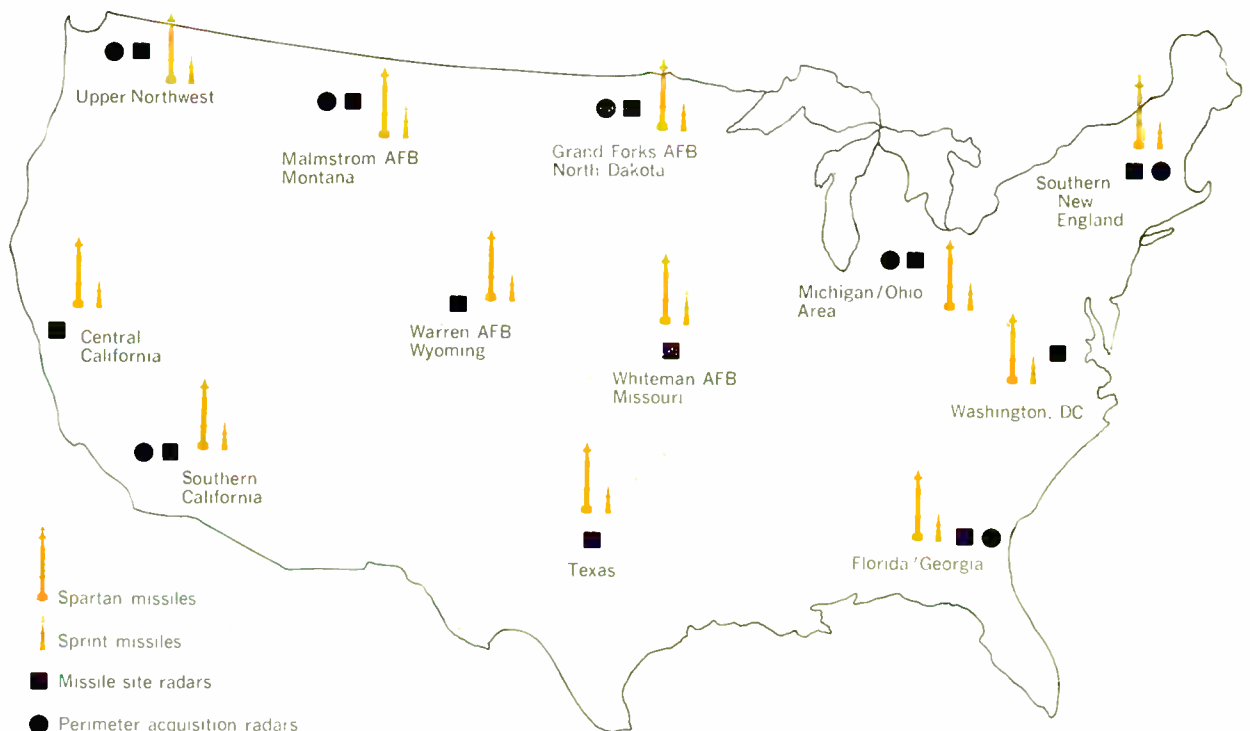 Upper Northwest
Malmstrom AFB
Montana
Grand Forks AFB
North Dakota
Southern
New
England
Central
California
Warren AFB
Wyoming
Whiteman AFB
Missouri
Michigan/Ohio
Area
Washington, DC
Southern
California
Texas
Florida/Georgia
Spartan missiles
Sprint missiles
Missile site radars
Perimeter acquisition radars